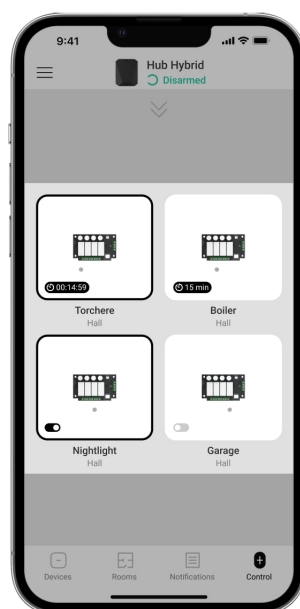 9:41
Hub Hybrid
Disarmed
00:14:59
15 min
Torchere
Boiler
Hall
Hall
Nightlight
Garage
Hall
Hall
Devices
Rooms
Notifications
Control